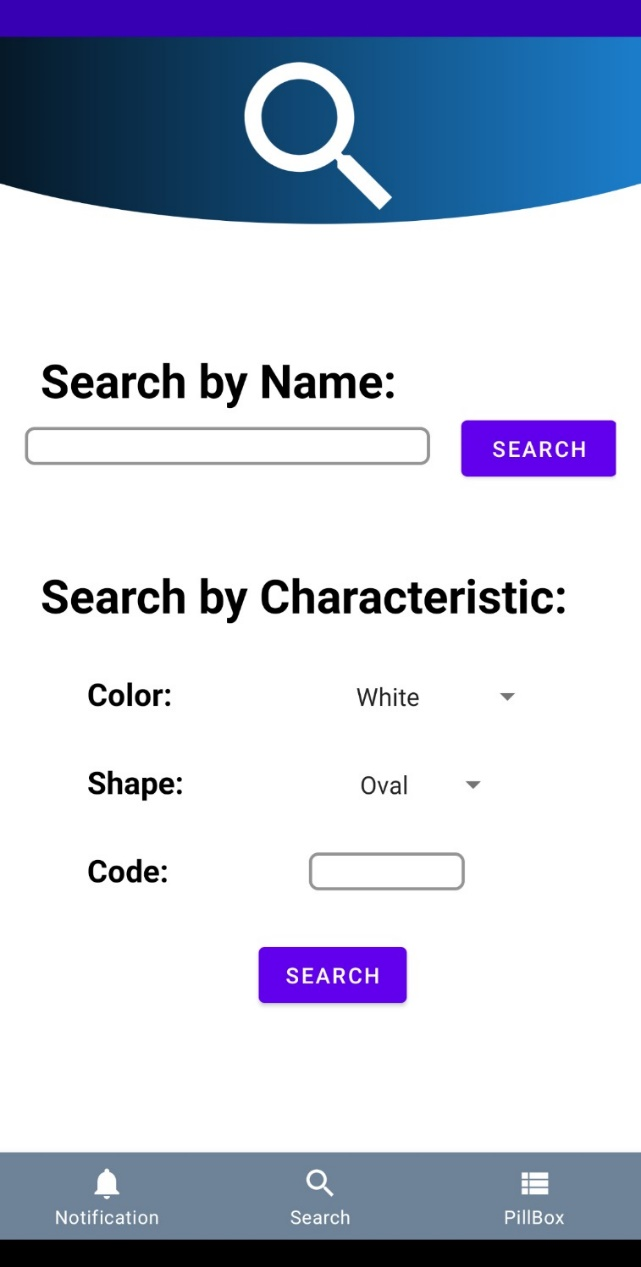 Search by Name:
SEARCH
Search by Characteristic:
Color: White
Shape: Oval
Code:
SEARCH
Notification Search PillBox